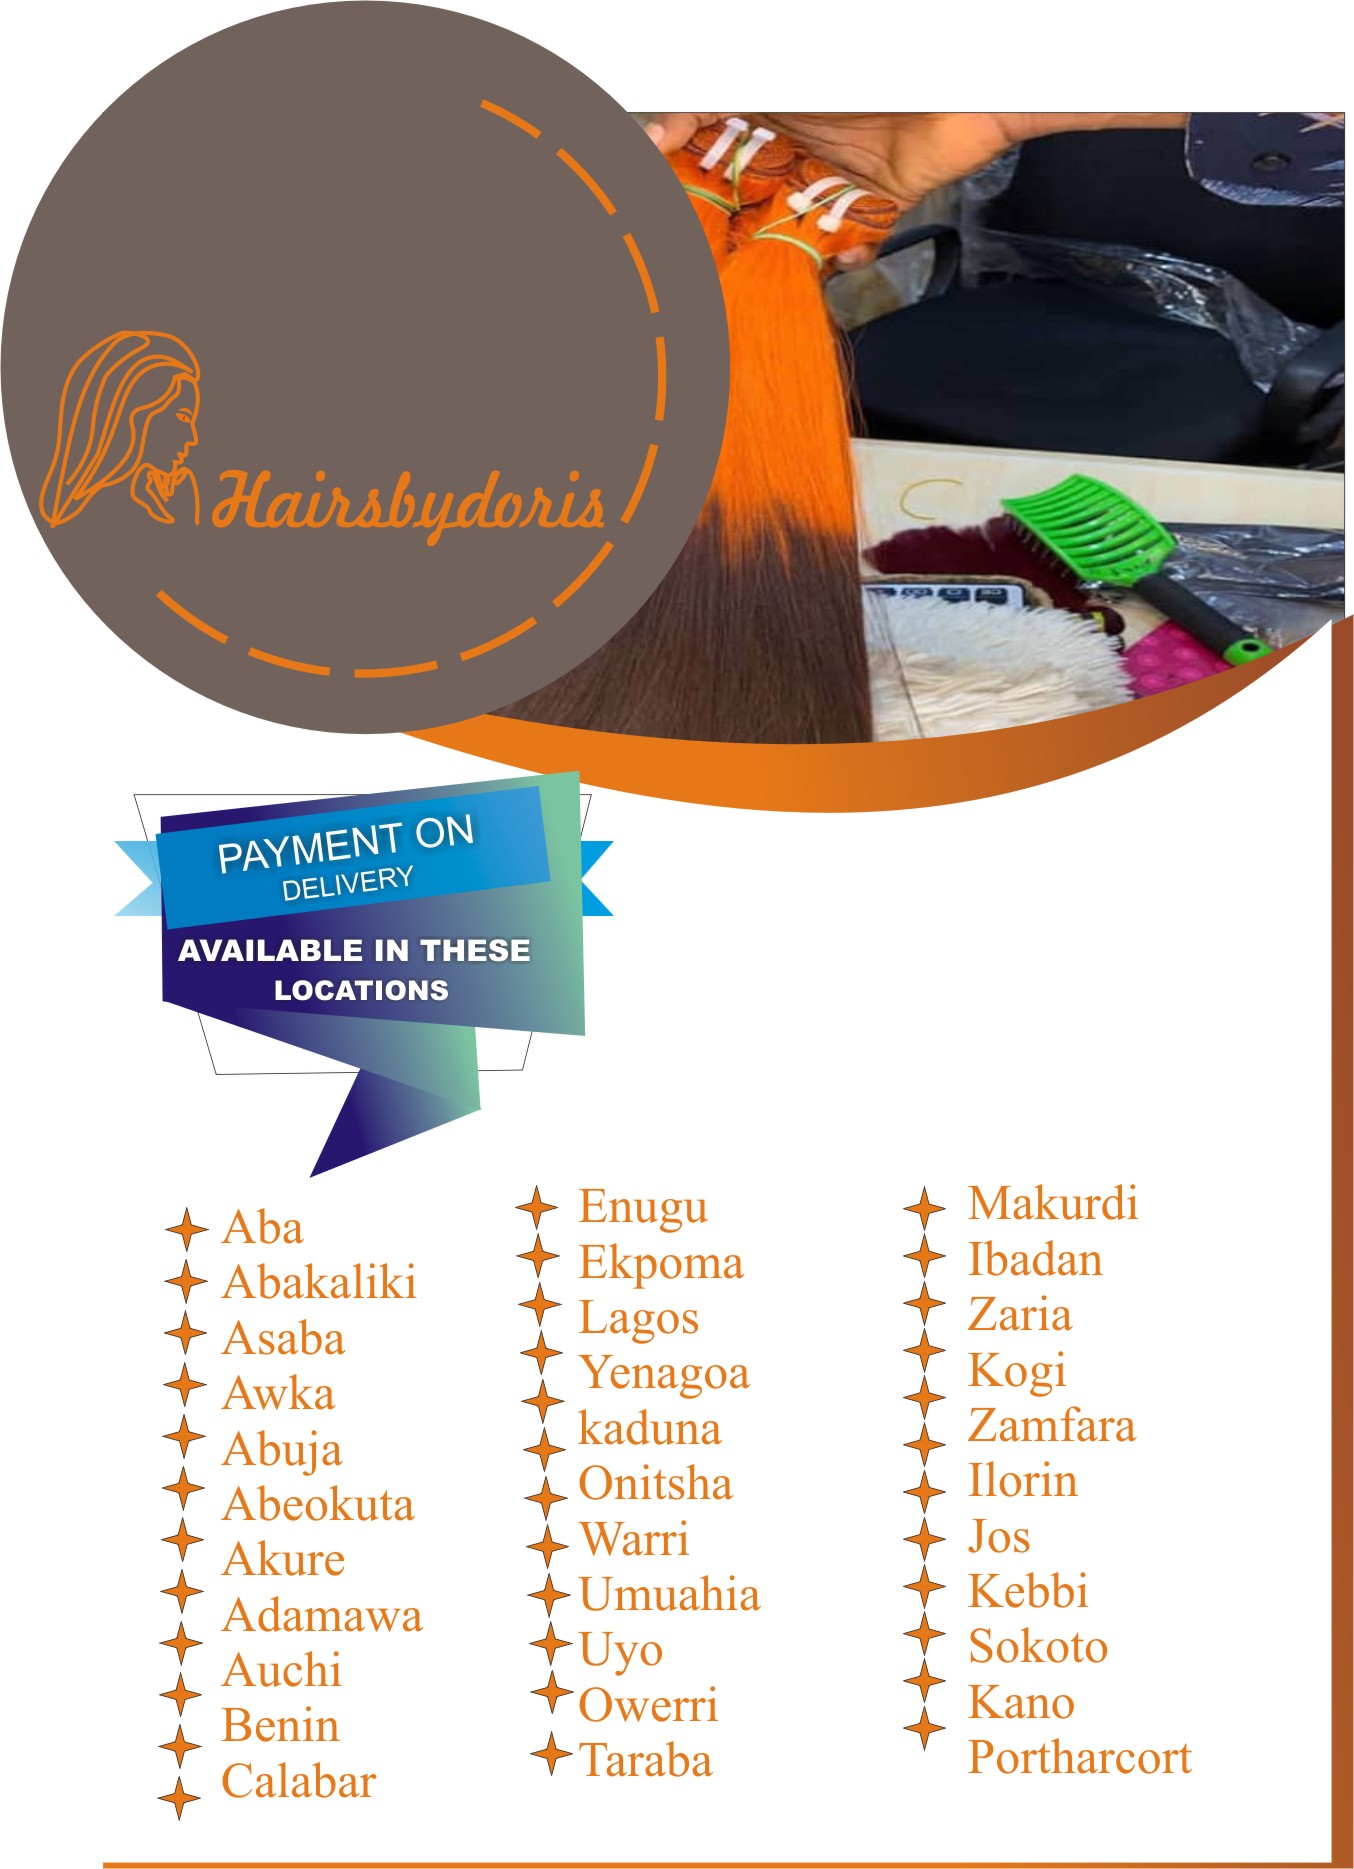 Hairsbydoris
PAYMENT ON
DELIVERY
AVAILABLE IN THESE
LOCATIONS
Aba
Abakaliki
Asaba
Awka
Abuja
Abeokuta
Akure
Adamawa
Auchi
Benin
Calabar
Enugu
Ekpoma
Lagos
Yenagoa
kaduna
Onitsha
Warri
Umuahia
Uyo
Owerri
Taraba
Makurdi
Ibadan
Zaria
Kogi
Zamfara
Ilorin
Jos
Kebbi
Sokoto
Kano
Portharcort